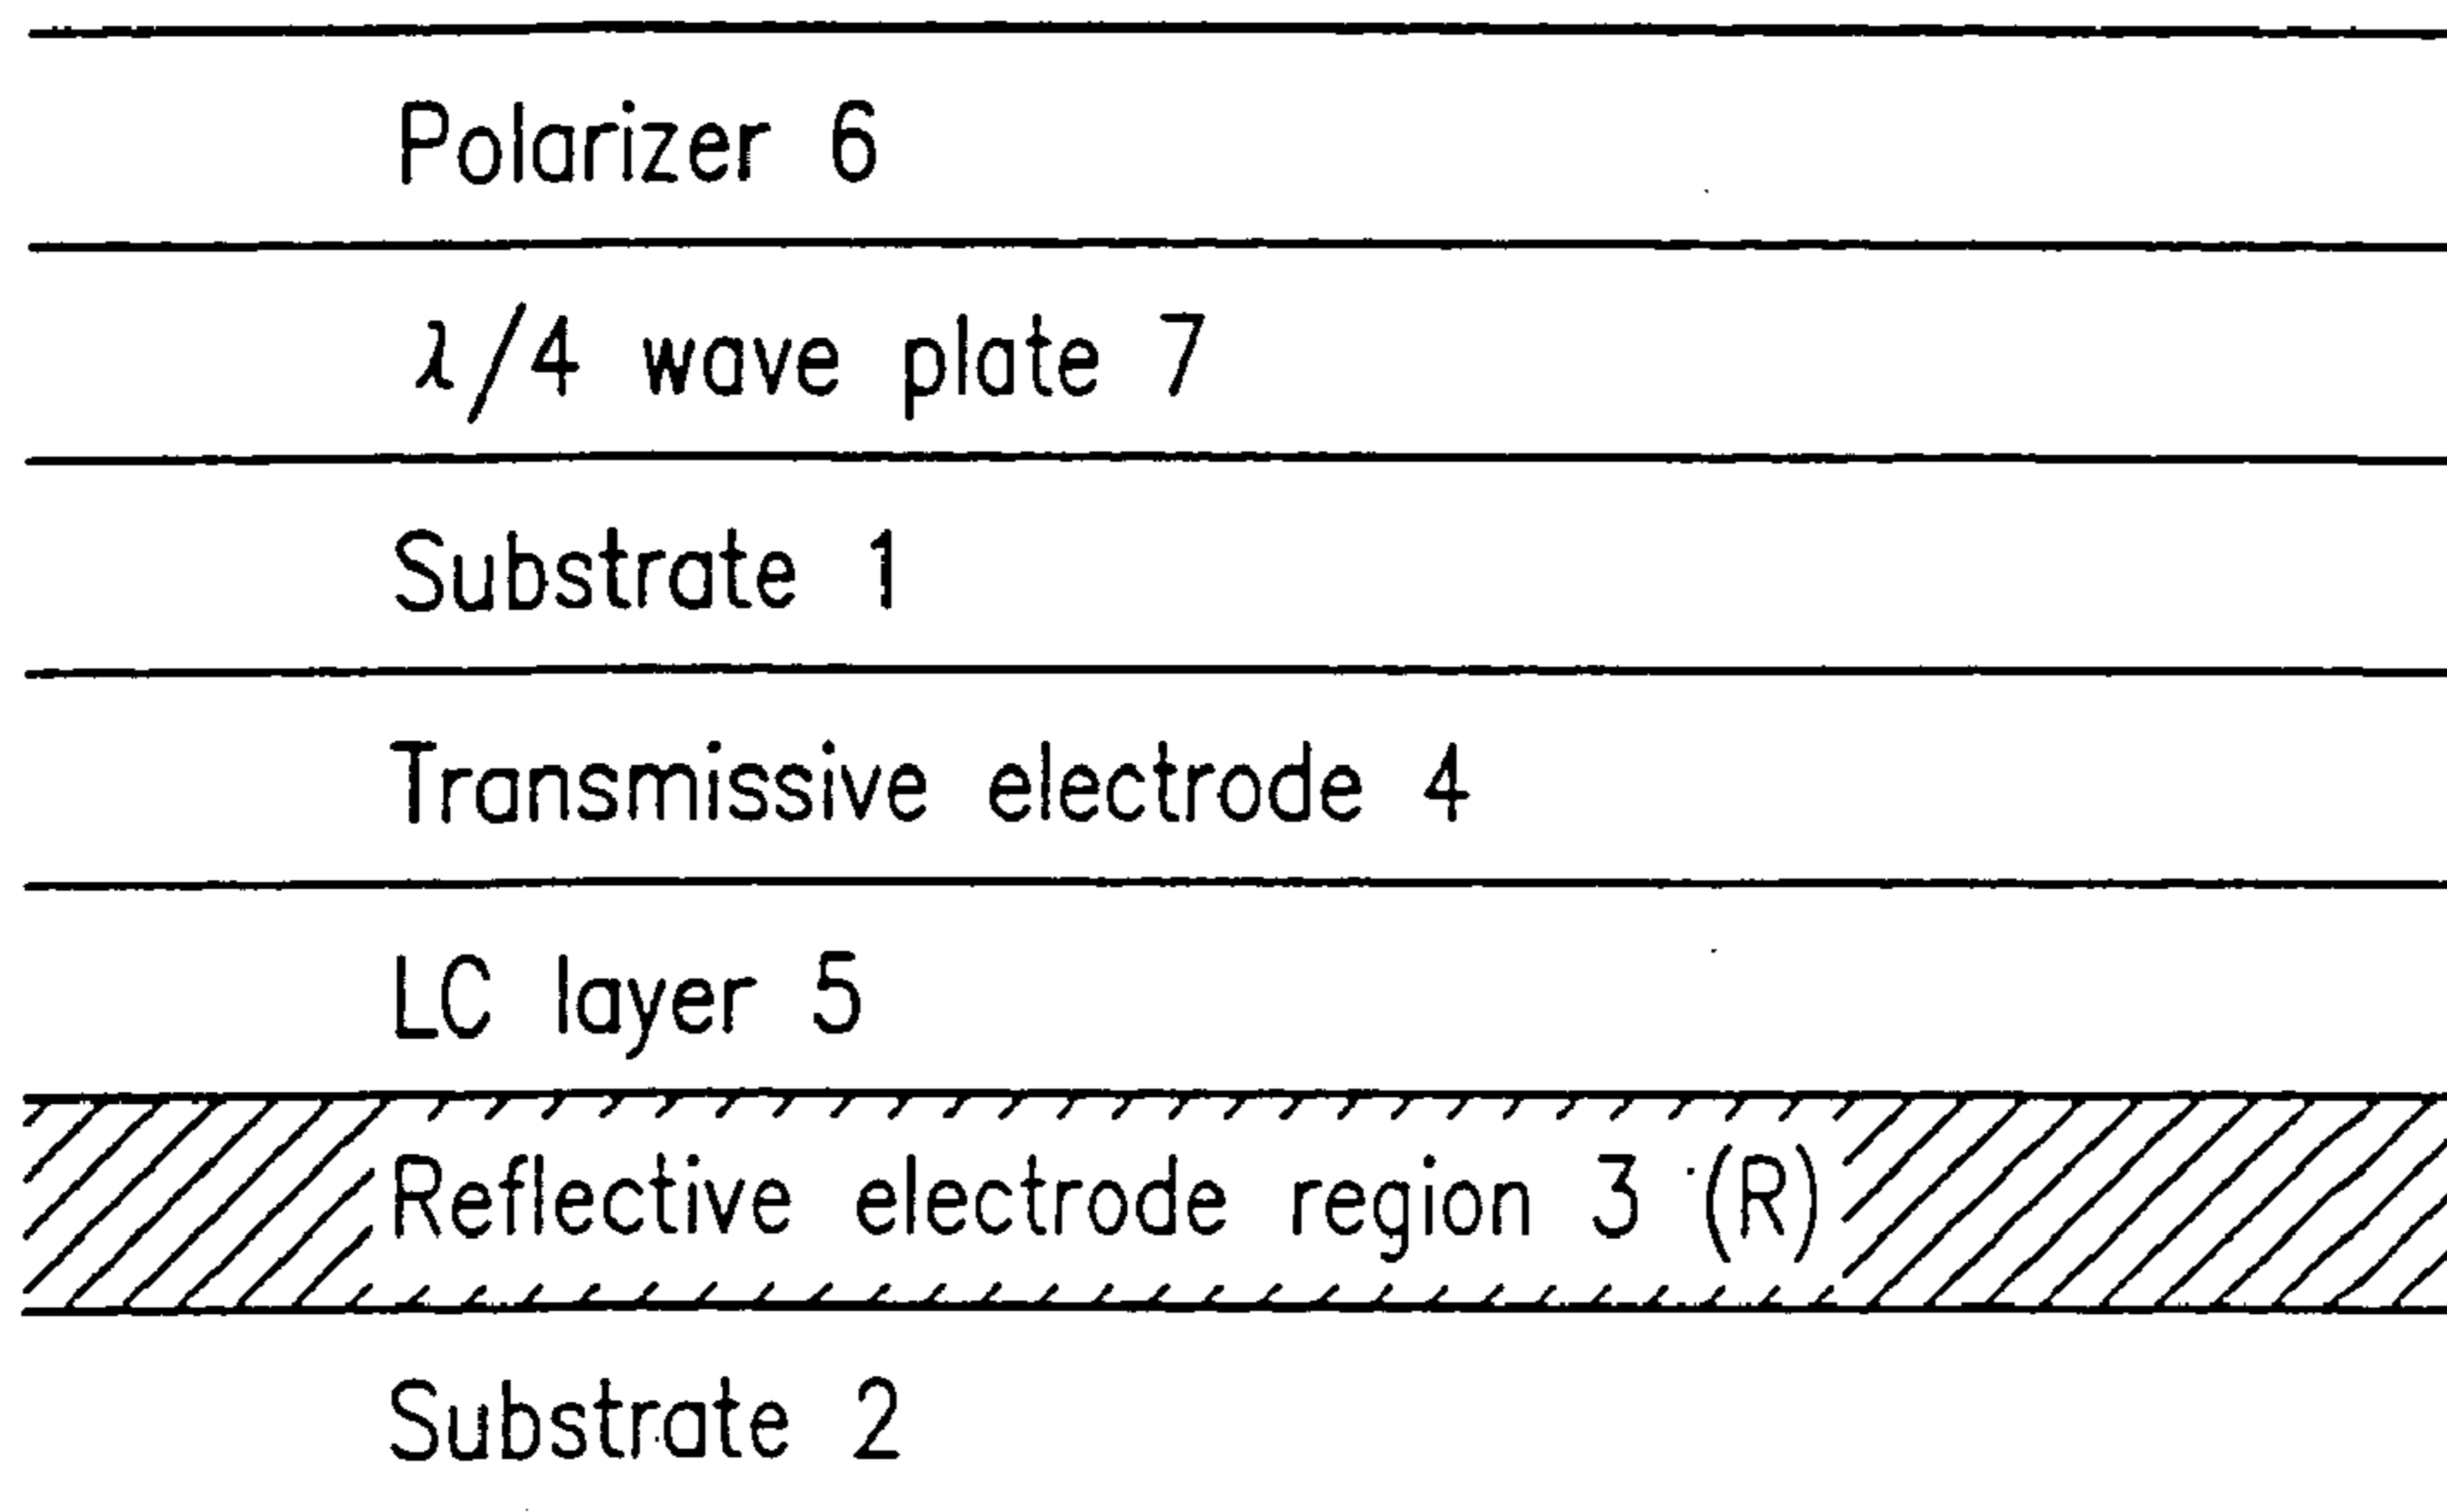 Polarizer 6
λ/4 wave plate 7
Substrate 1
Transmissive electrode 4
LC layer 5
Reflective electrode region 3 (R)
Substrate 2